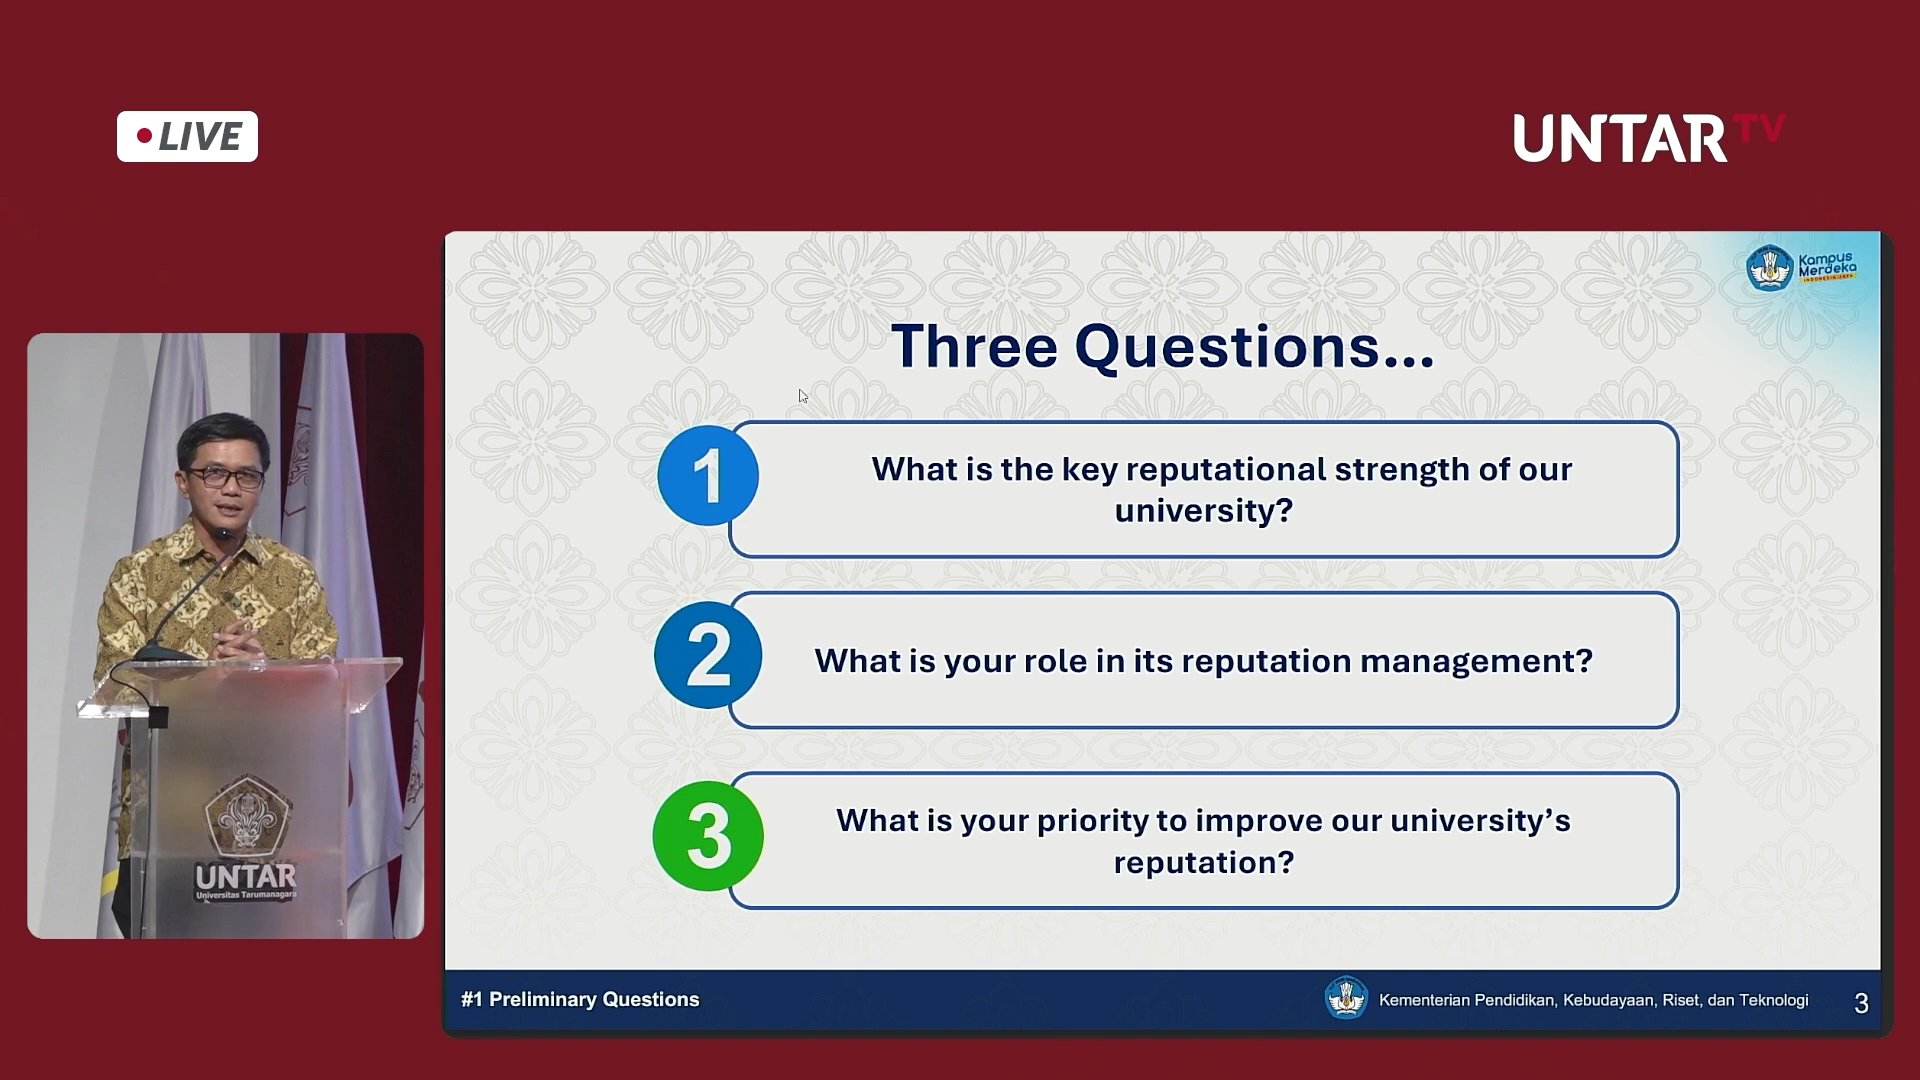 LIVE
UNTAR TV
Kampus
Merdeka
INDONESIA JAYA
Three Questions...
1
What is the key reputational strength of our
university?
2
What is your role in its reputation management?
3
What is your priority to improve our university’s
reputation?
UNTAR
Universitas Tarumanagara
#1 Preliminary Questions
Kementerian Pendidikan, Kebudayaan, Riset, dan Teknologi
3